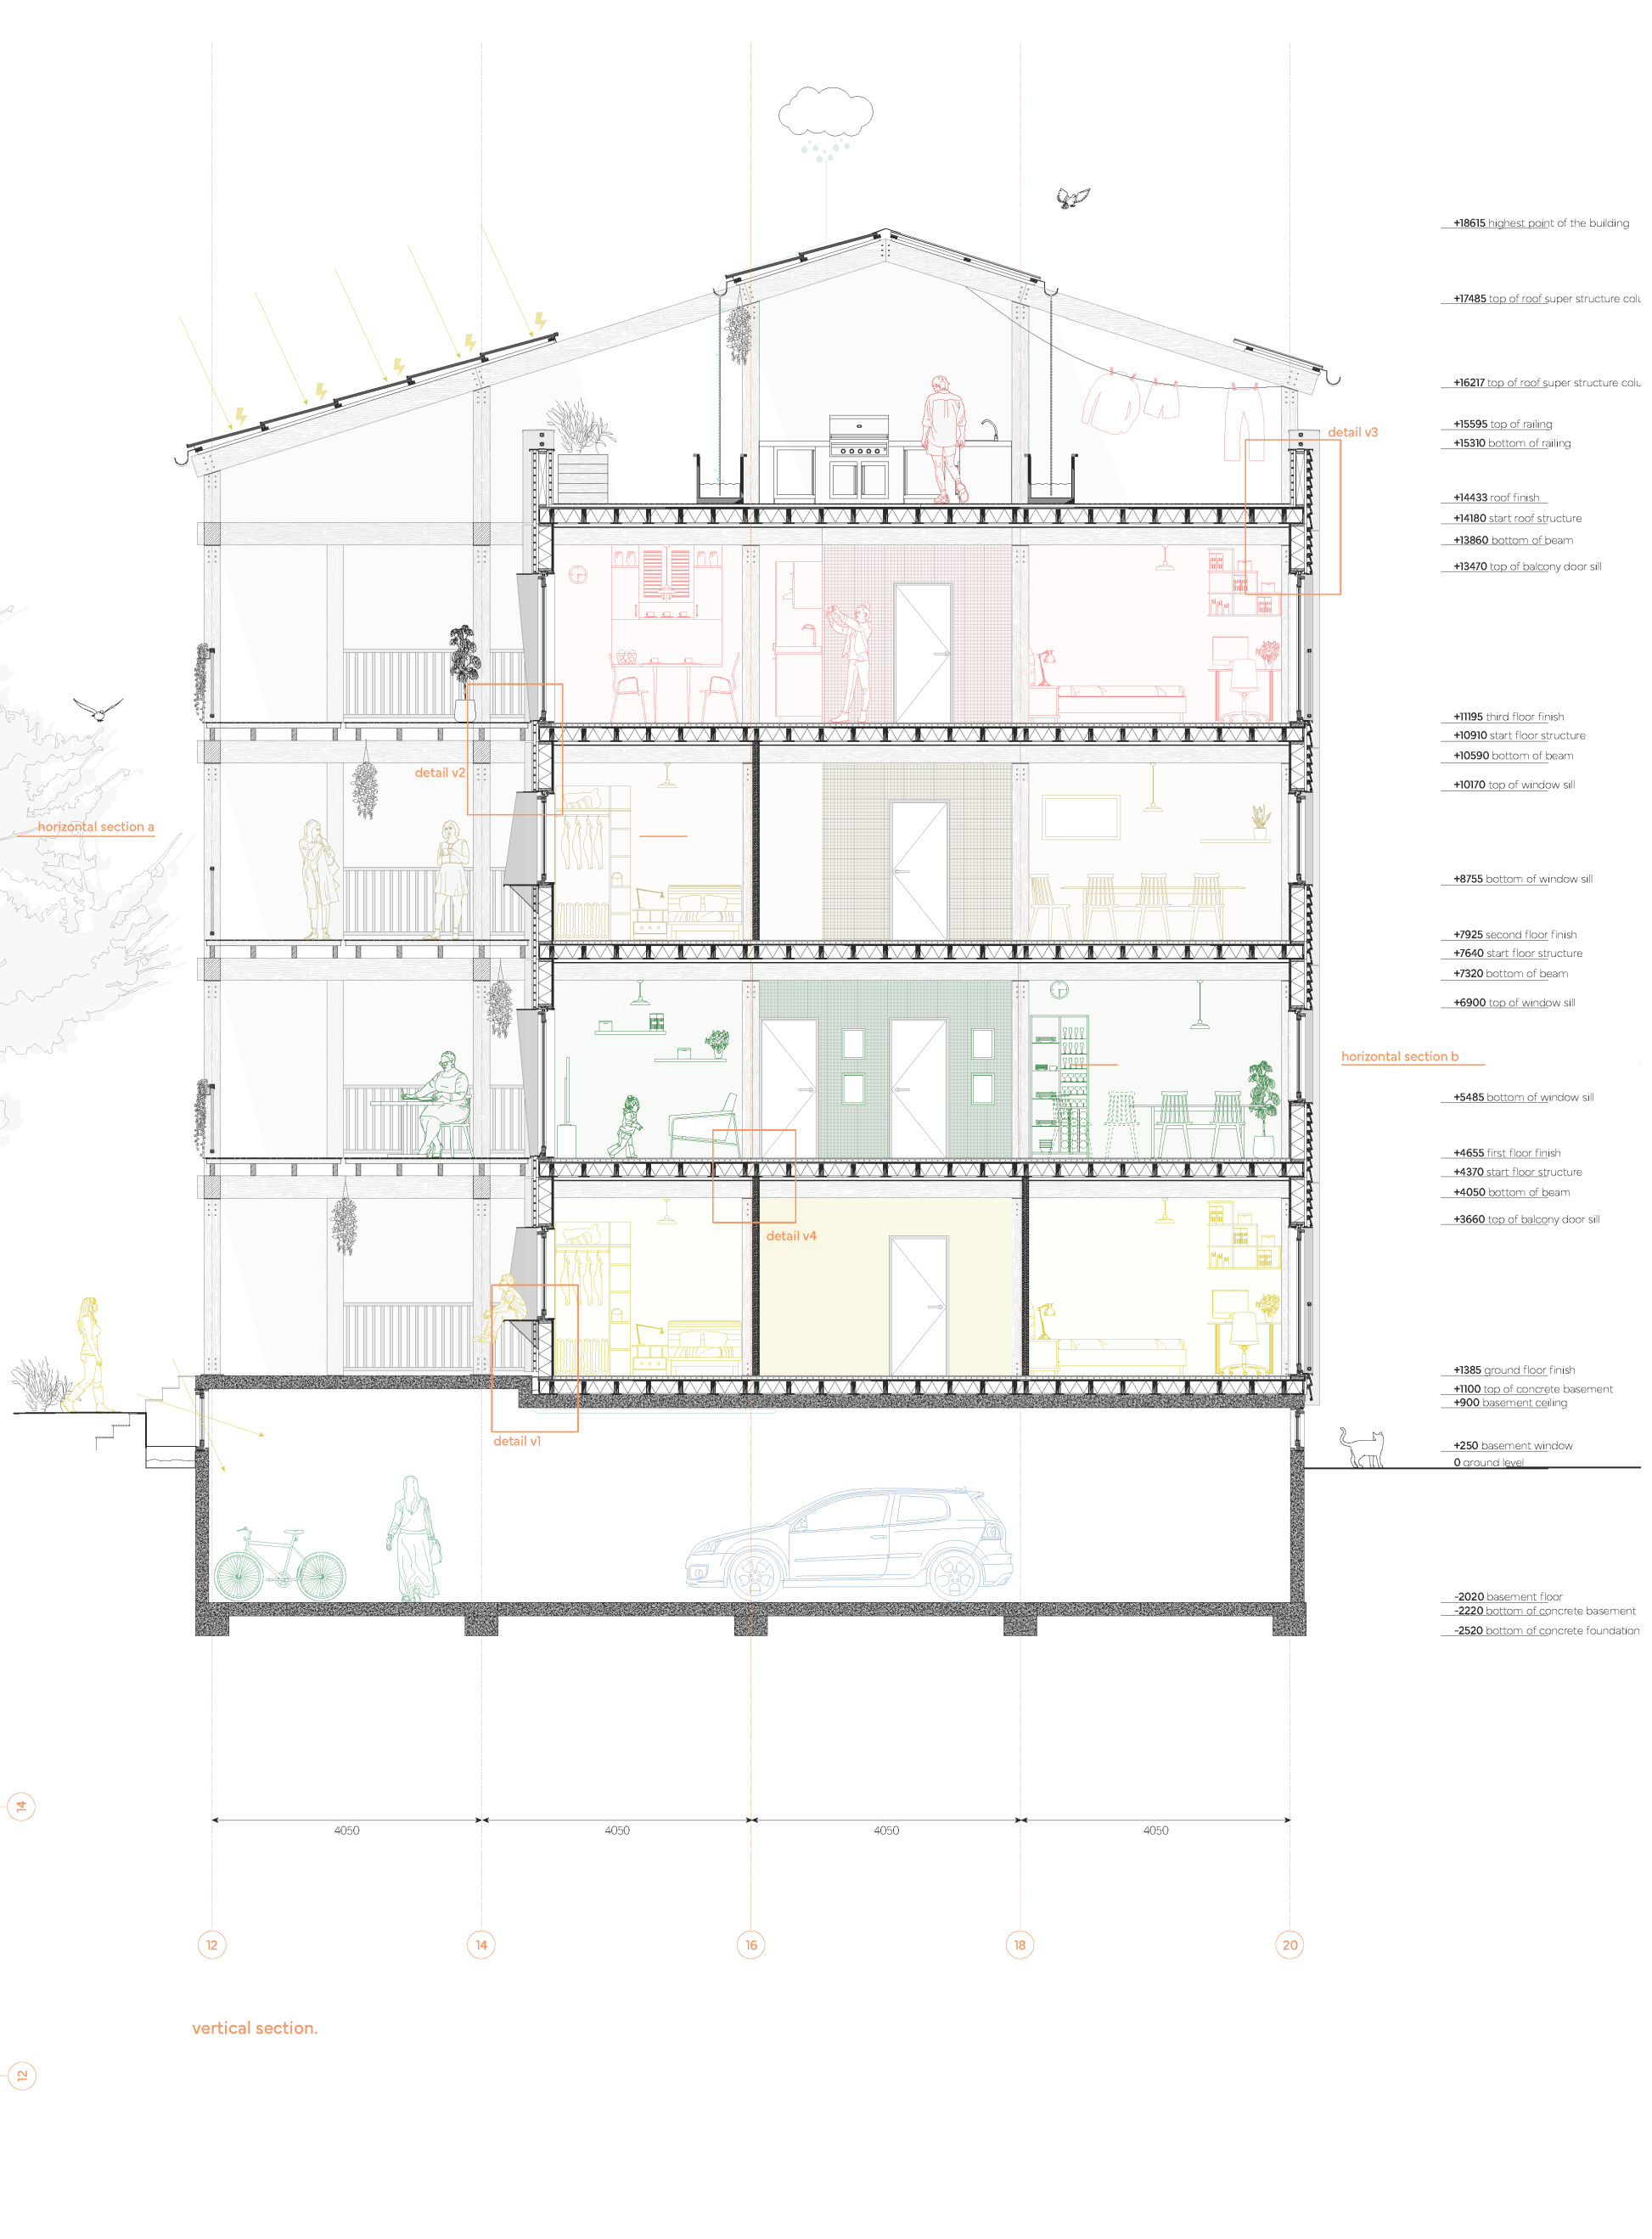 +18615 highest point of the building
+17485 top of roof super structure
+16217 top of roof super structure
+15595 top of railing
detail v3
+15310 bottom of railing
+14433 roof finish
+14180 start roof structure
+13860 bottom of beam
+13470 top of balcony door sill
+11195 third floor finish
+10910 start floor structure
+10590 bottom of beam
detail v2
+10170 top of window sill
horizontal section a
+8755 bottom of window sill
+7925 second floor finish
+7640 start floor structure
+7320 bottom of beam
+6900 top of window sill
horizontal section b
+5485 bottom of window sill
+4655 first floor finish
+4370 start floor structure
+4050 bottom of beam
+3660 top of balcony door sill
detail v4
+1385 ground floor finish
+1100 top of concrete basement
+900 basement ceiling
detail v1
+250 basement window
0 ground level
-2020 basement floor
-2220 bottom of concrete basement
-2520 bottom of concrete foundation
14
4050 4050 4050 4050
12 14 16 18 20
vertical section.
12